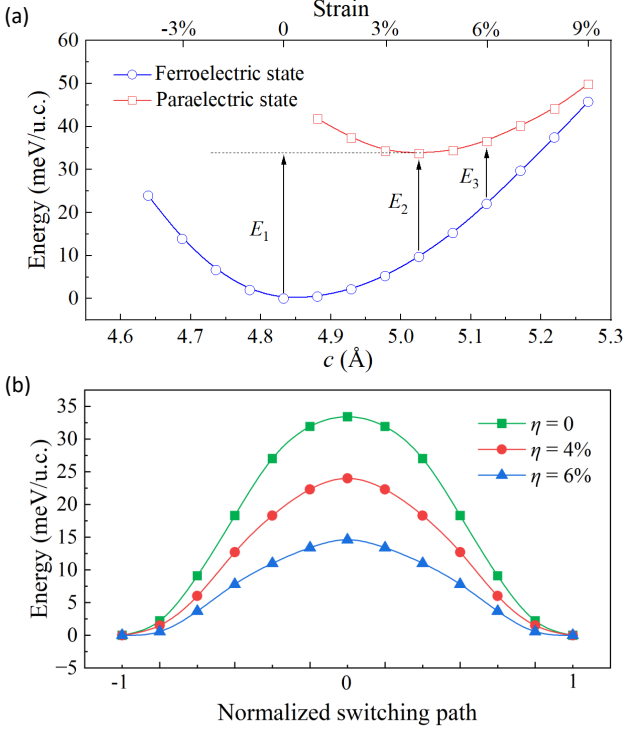 (a)
Strain
-3% 0 3% 6% 9%
60
50
40
30
20
10
0
Energy (meV/u.c.)
Ferroelectric state
Paraelectric state
E1
E2
E3
4.6 4.7 4.8 4.9 5.0 5.1 5.2 5.3
c (Å)
(b)
35
30
25
20
15
10
5
0
−5
Energy (meV/u.c.)
η = 0
η = 4%
η = 6%
-1 0 1
Normalized switching path